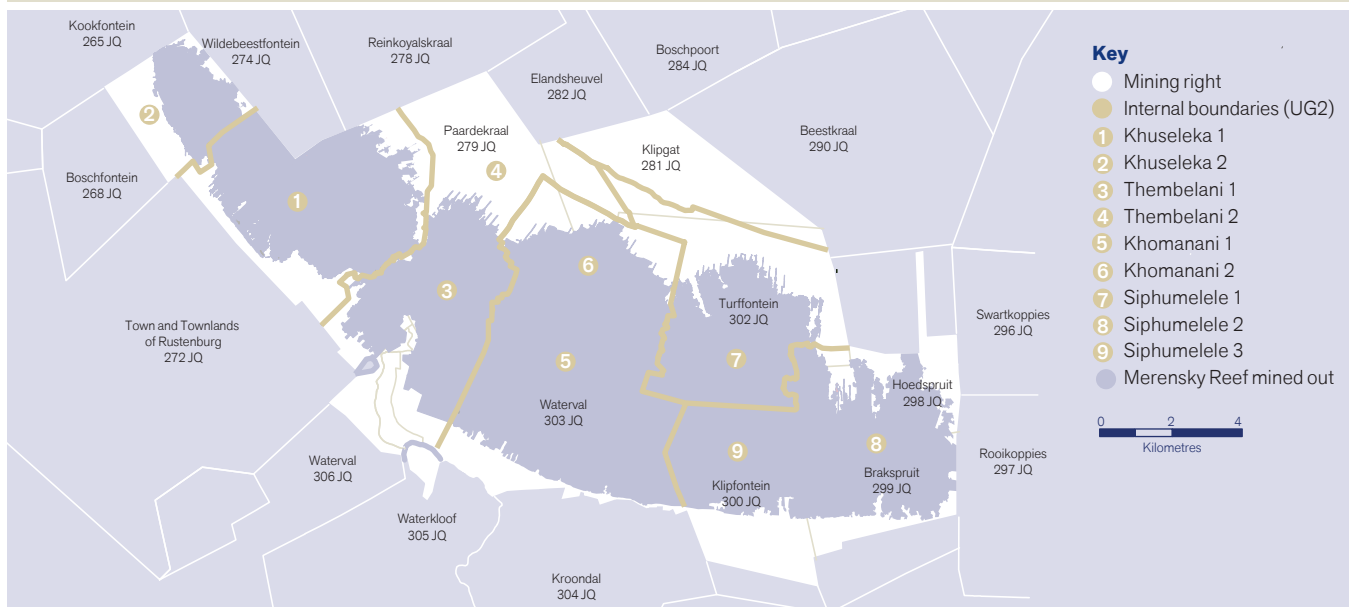 Kookfontein
265 JQ
Wildebeestfontein
274 JQ
Reinkoyalskraal
278 JQ
Boschpoort
284 JQ
Elandsheuvel
282 JQ
Beestkraal
290 JQ
Paardekraal
279 JQ
Klipgat
281 JQ
Boschfontein
268 JQ
2
1
4
3
6
5
7
9
8
Town and Townlands
of Rustenburg
272 JQ
Turffontein
302 JQ
Swartkoppies
296 JQ
Hoedspruit
298 JQ
Waterval
303 JQ
Waterval
306 JQ
Klipfontein
300 JQ
Brakspruit
299 JQ
Rooikoppies
297 JQ
Waterkloof
305 JQ
Kroondal
304 JQ
Key
Mining right
Internal boundaries (UG2)
1 Khuseleka 1
2 Khuseleka 2
3 Thembelani 1
4 Thembelani 2
5 Khomanani 1
6 Khomanani 2
7 Siphumelele 1
8 Siphumelele 2
9 Siphumelele 3
Merensky Reef mined out
0 2 4
Kilometres